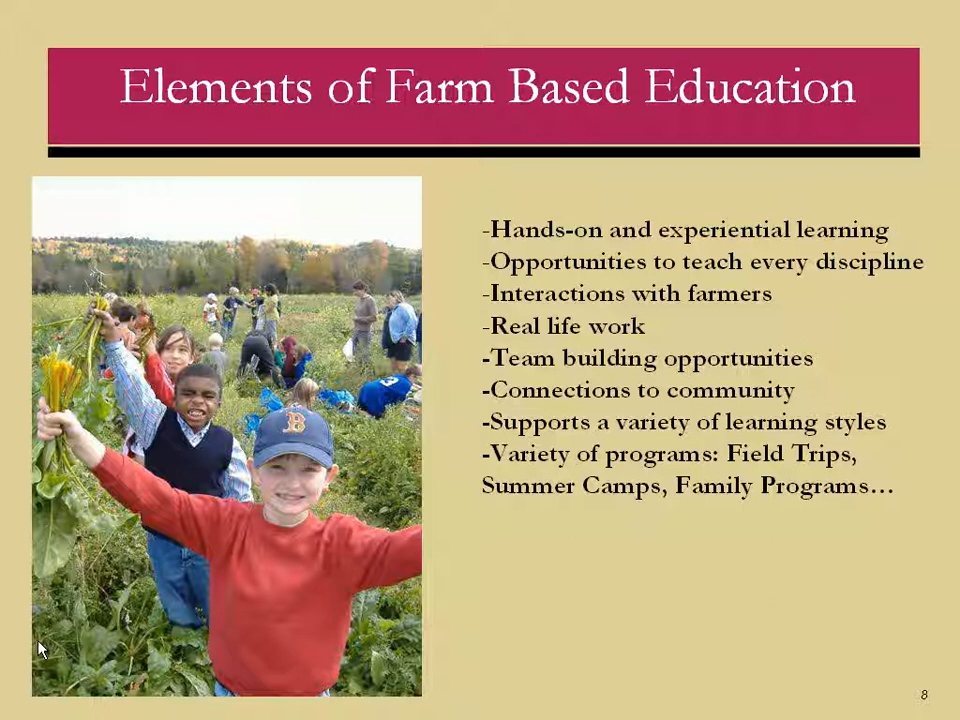 Elements of Farm Based Education
-Hands-on and experiential learning
-Opportunities to teach every discipline
-Interactions with farmers
-Real life work
-Team building opportunities
-Connections to community
-Supports a variety of learning styles
-Variety of programs: Field Trips,
Summer Camps, Family Programs…
B
3
8